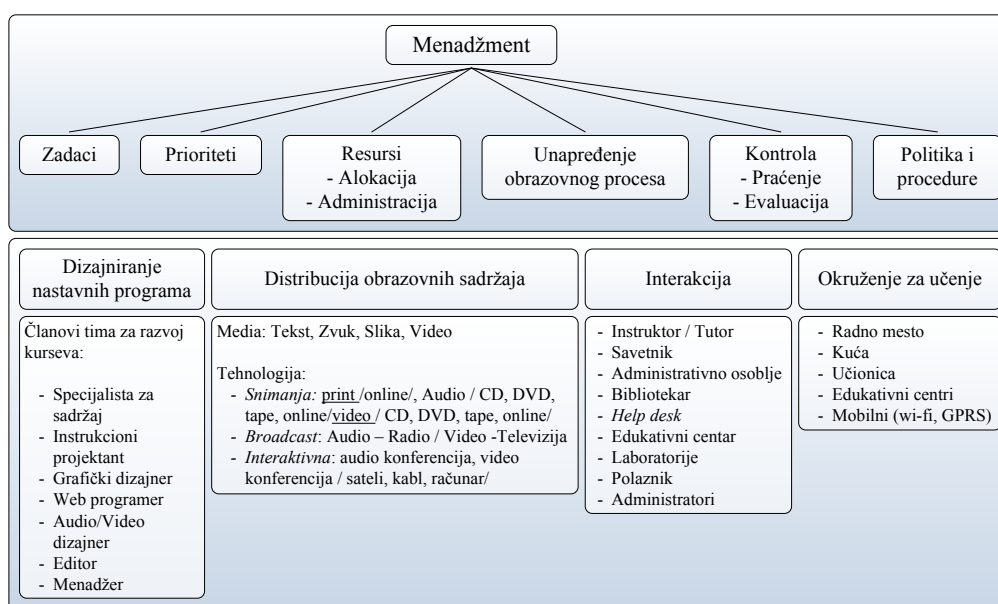 Menadžment
Zadaci
Prioriteti
Resursi
- Alokacija
- Administracija
Unapređenje
obrazovnog procesa
Kontrola
- Praćenje
- Evaluacija
Politika i
procedure
Dizajniranje
nastavnih programa
Članovi tima za razvoj
kurseva:
- Specijalista za
sadržaj
- Instrukcioni
projektant
- Grafički dizajner
- Web programer
- Audio/Video
dizajner
- Editor
- Menadžer
Distribucija obrazovnih sadržaja
Media: Tekst, Zvuk, Slika, Video
Tehnologija:
- Snimanja: print /online/, Audio / CD, DVD,
tape, online/video / CD, DVD, tape, online/
- Broadcast: Audio – Radio / Video -Televizija
- Interaktivna: audio konferencija, video
konferencija / sateli, kabl, računar/
Interakcija
- Instruktor / Tutor
- Savetnik
- Administrativno osoblje
- Bibliotekar
- Help desk
- Edukativni centar
- Laboratorije
- Polaznik
- Administratori
Okruženje za učenje
- Radno mesto
- Kuća
- Učionica
- Edukativni centri
- Mobilni (wi-fi, GPRS)